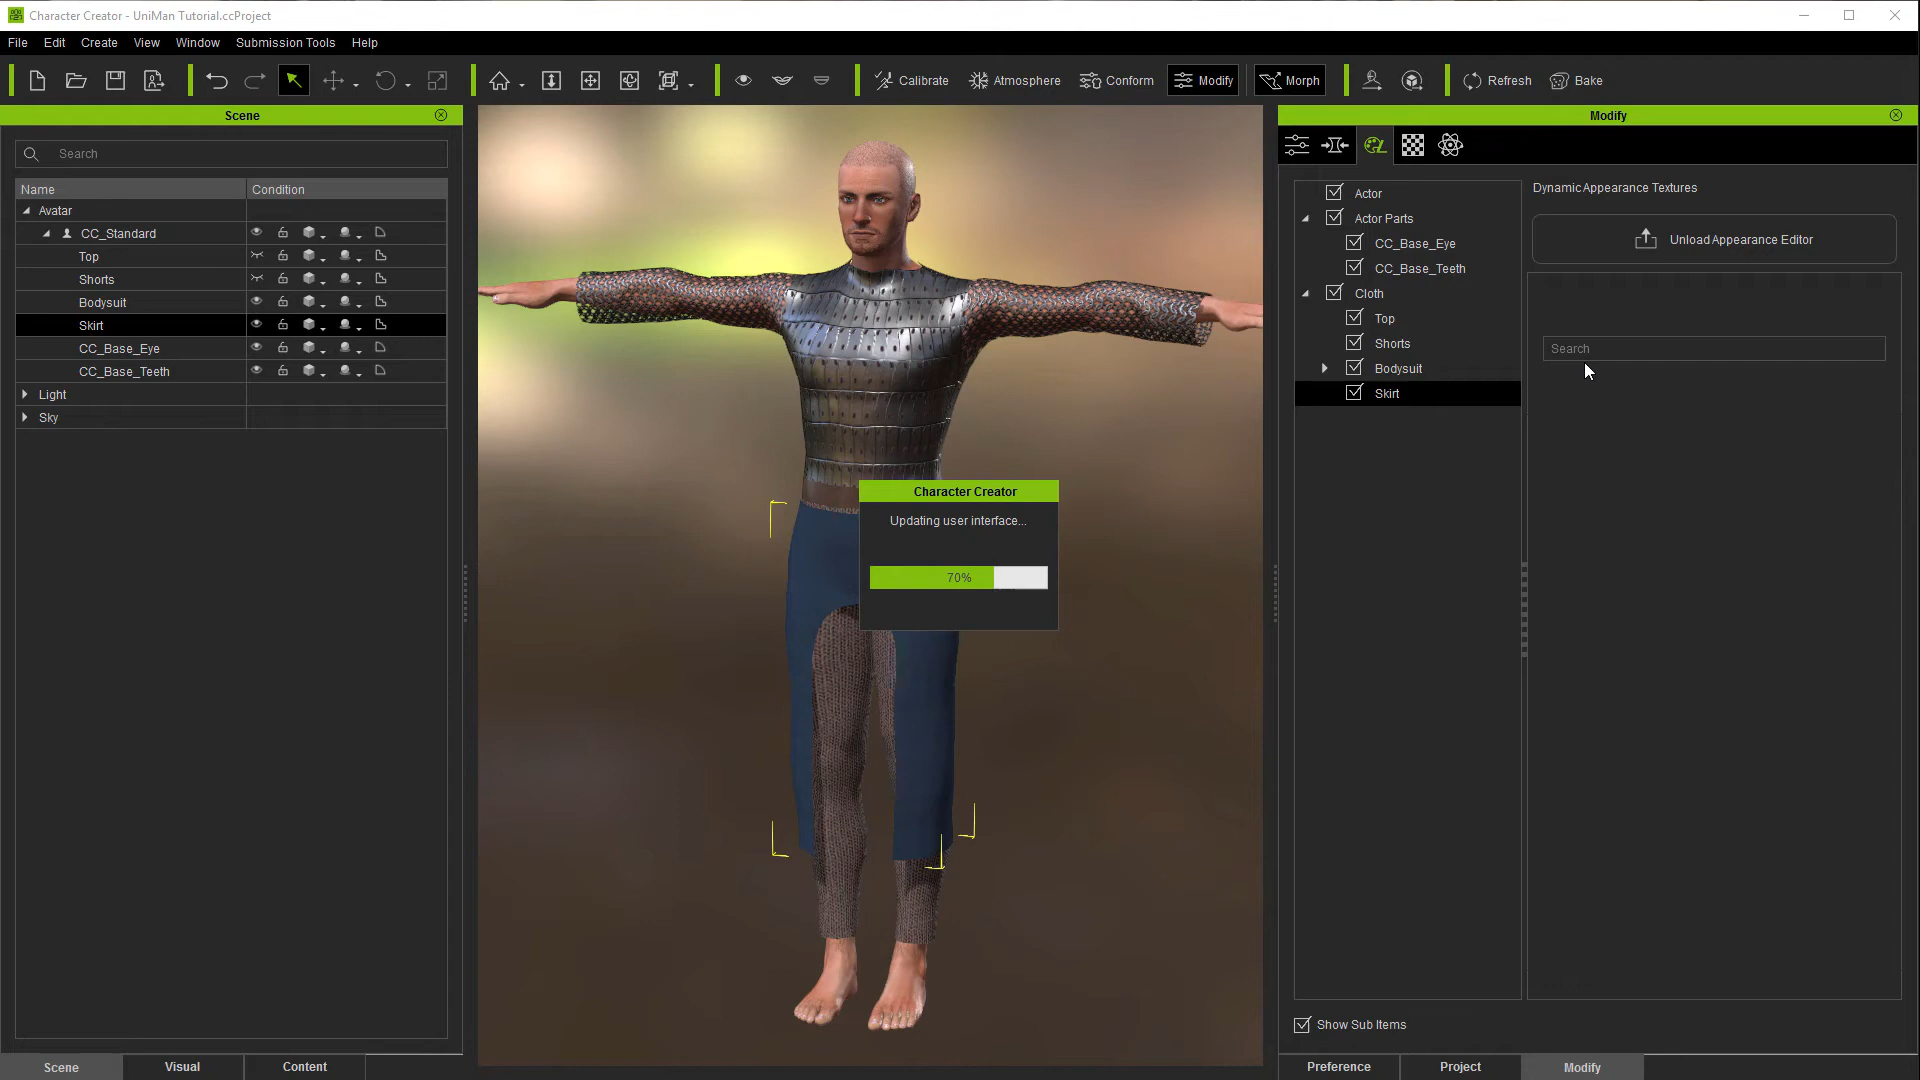 Character Creator - UniMan Tutorial.ccProject
File Edit Create View Window Submission Tools Help
Calibrate Atmosphere Conform Modify Morph Refresh Bake
Scene
Search
Name Condition
Avatar
CC_Standard
Top
Shorts
Bodysuit
Skirt
CC_Base_Eye
CC_Base_Teeth
Light
Sky
Character Creator
Updating user interface...
70%
Modify
Actor
Actor Parts
CC_Base_Eye
CC_Base_Teeth
Cloth
Top
Shorts
Bodysuit
Skirt
Dynamic Appearance Textures
Unload Appearance Editor
Search
Show Sub Items
Scene Visual Content
Preference Project Modify